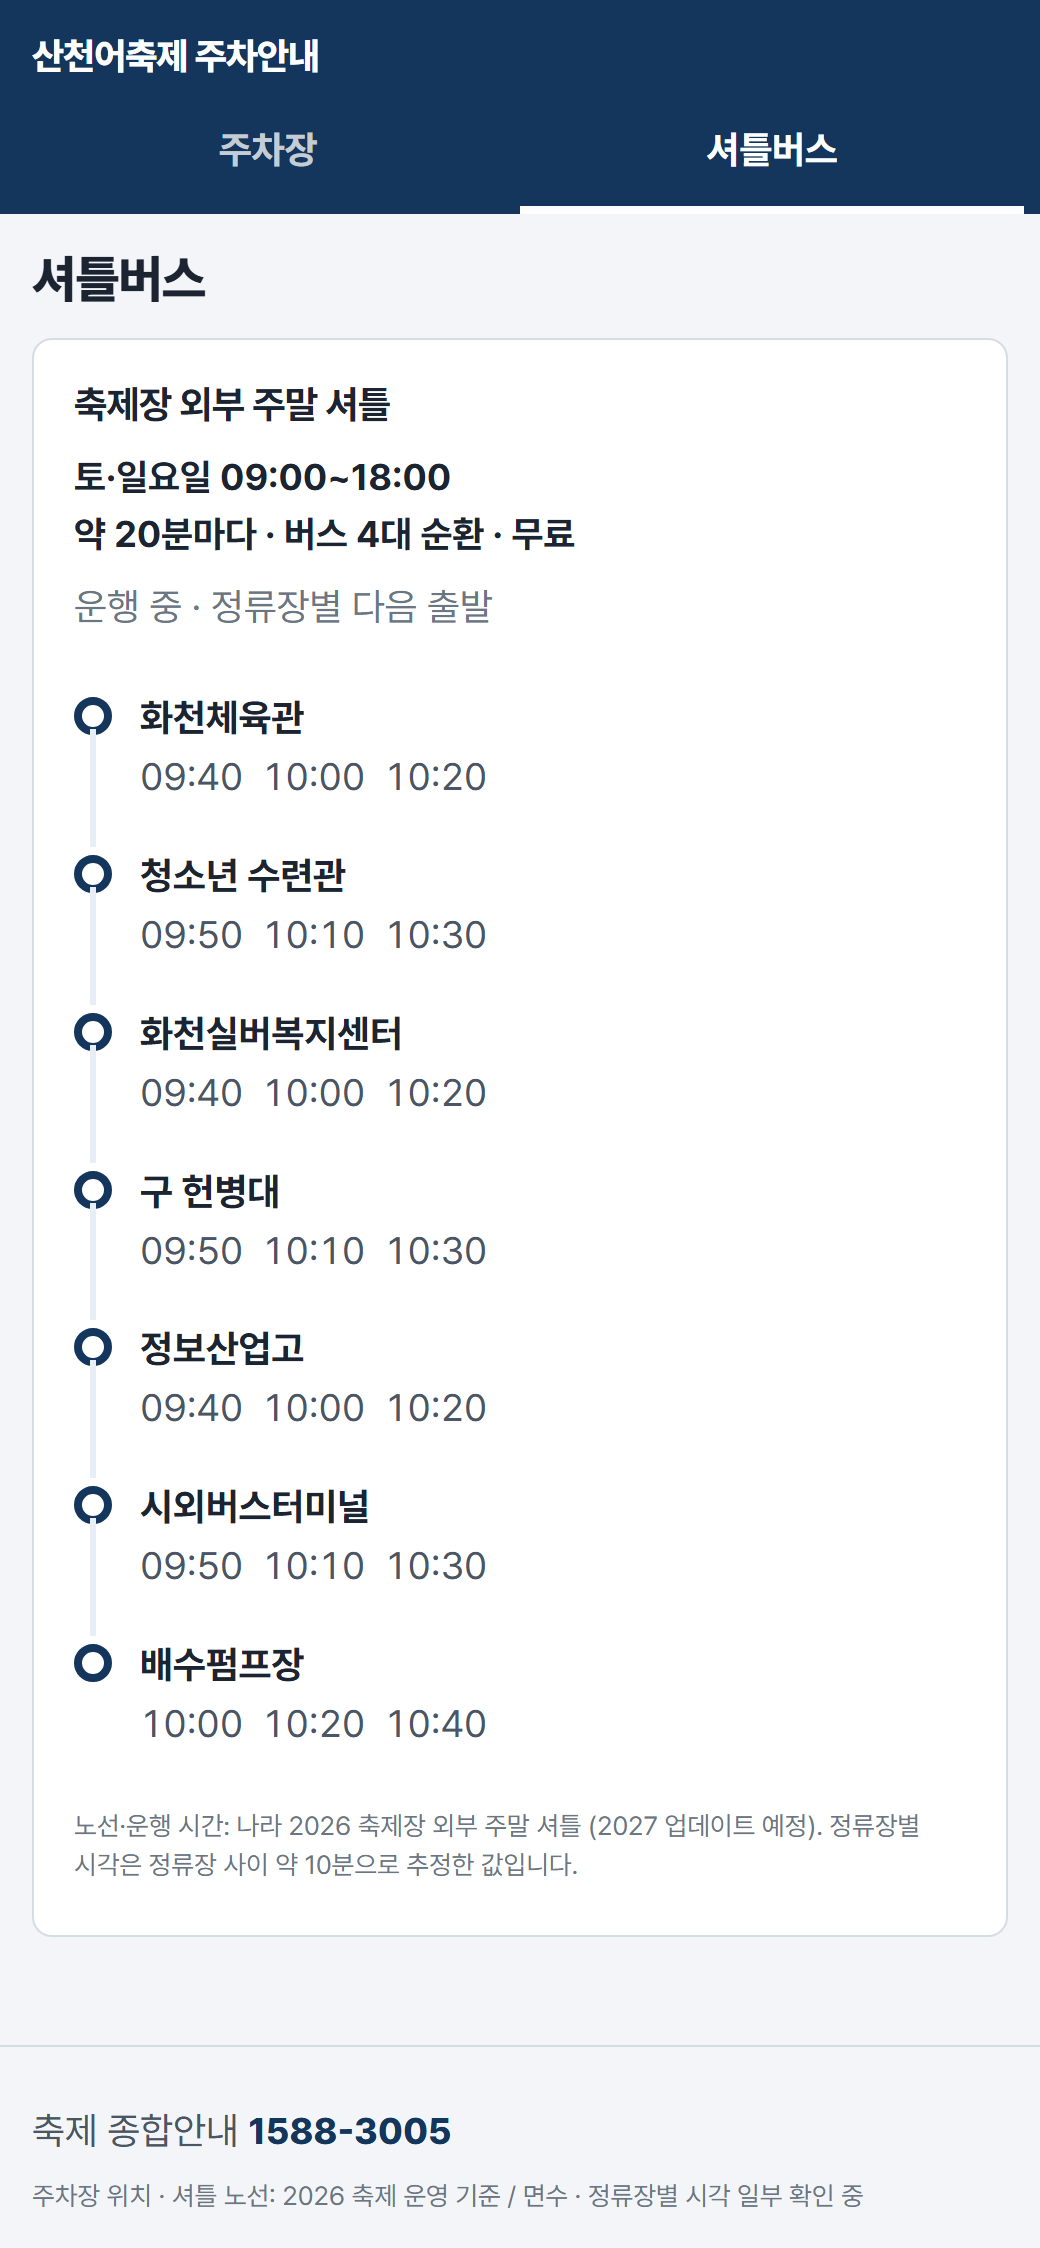 산천어축제 주차안내
주차장 셔틀버스
셔틀버스
축제장 외부 주말 셔틀
토·일요일 09:00~18:00
약 20분마다 · 버스 4대 순환 · 무료
운행 중 · 정류장별 다음 출발
화천체육관
09:40 10:00 10:20
청소년 수련관
09:50 10:10 10:30
화천실버복지센터
09:40 10:00 10:20
구 헌병대
09:50 10:10 10:30
정보산업고
09:40 10:00 10:20
시외버스터미널
09:50 10:10 10:30
배수펌프장
10:00 10:20 10:40
노선·운행 시간: 나라 2026 축제장 외부 주말 셔틀 (2027 업데이트 예정). 정류장별
시각은 정류장 사이 약 10분으로 추정한 값입니다.
축제 종합안내 1588-3005
주차장 위치 · 셔틀 노선: 2026 축제 운영 기준 / 면수 · 정류장별 시각 일부 확인 중